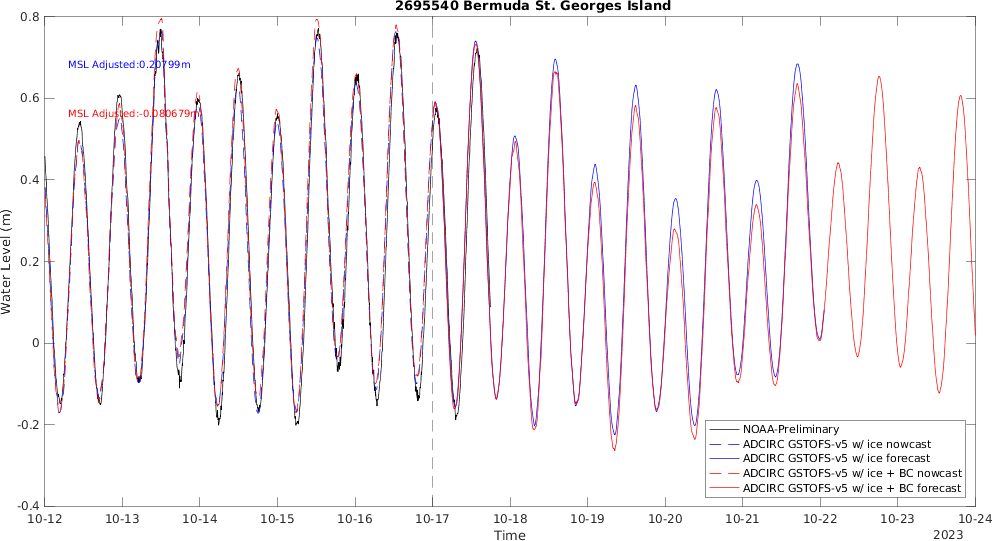 2695540 Bermuda St. Georges Island
0.8
0.6
0.4
0.2
0
-0.2
-0.4
Water Level (m)
MSL Adjusted:0.20799m
MSL Adjusted:-0.080679m
NOAA-Preliminary
ADCIRC GSTOFS-v5 w/ ice nowcast
ADCIRC GSTOFS-v5 w/ ice forecast
ADCIRC GSTOFS-v5 w/ ice + BC nowcast
ADCIRC GSTOFS-v5 w/ ice + BC forecast
10-12 10-13 10-14 10-15 10-16 10-17 10-18 10-19 10-20 10-21 10-22 10-23 10-24
Time
2023